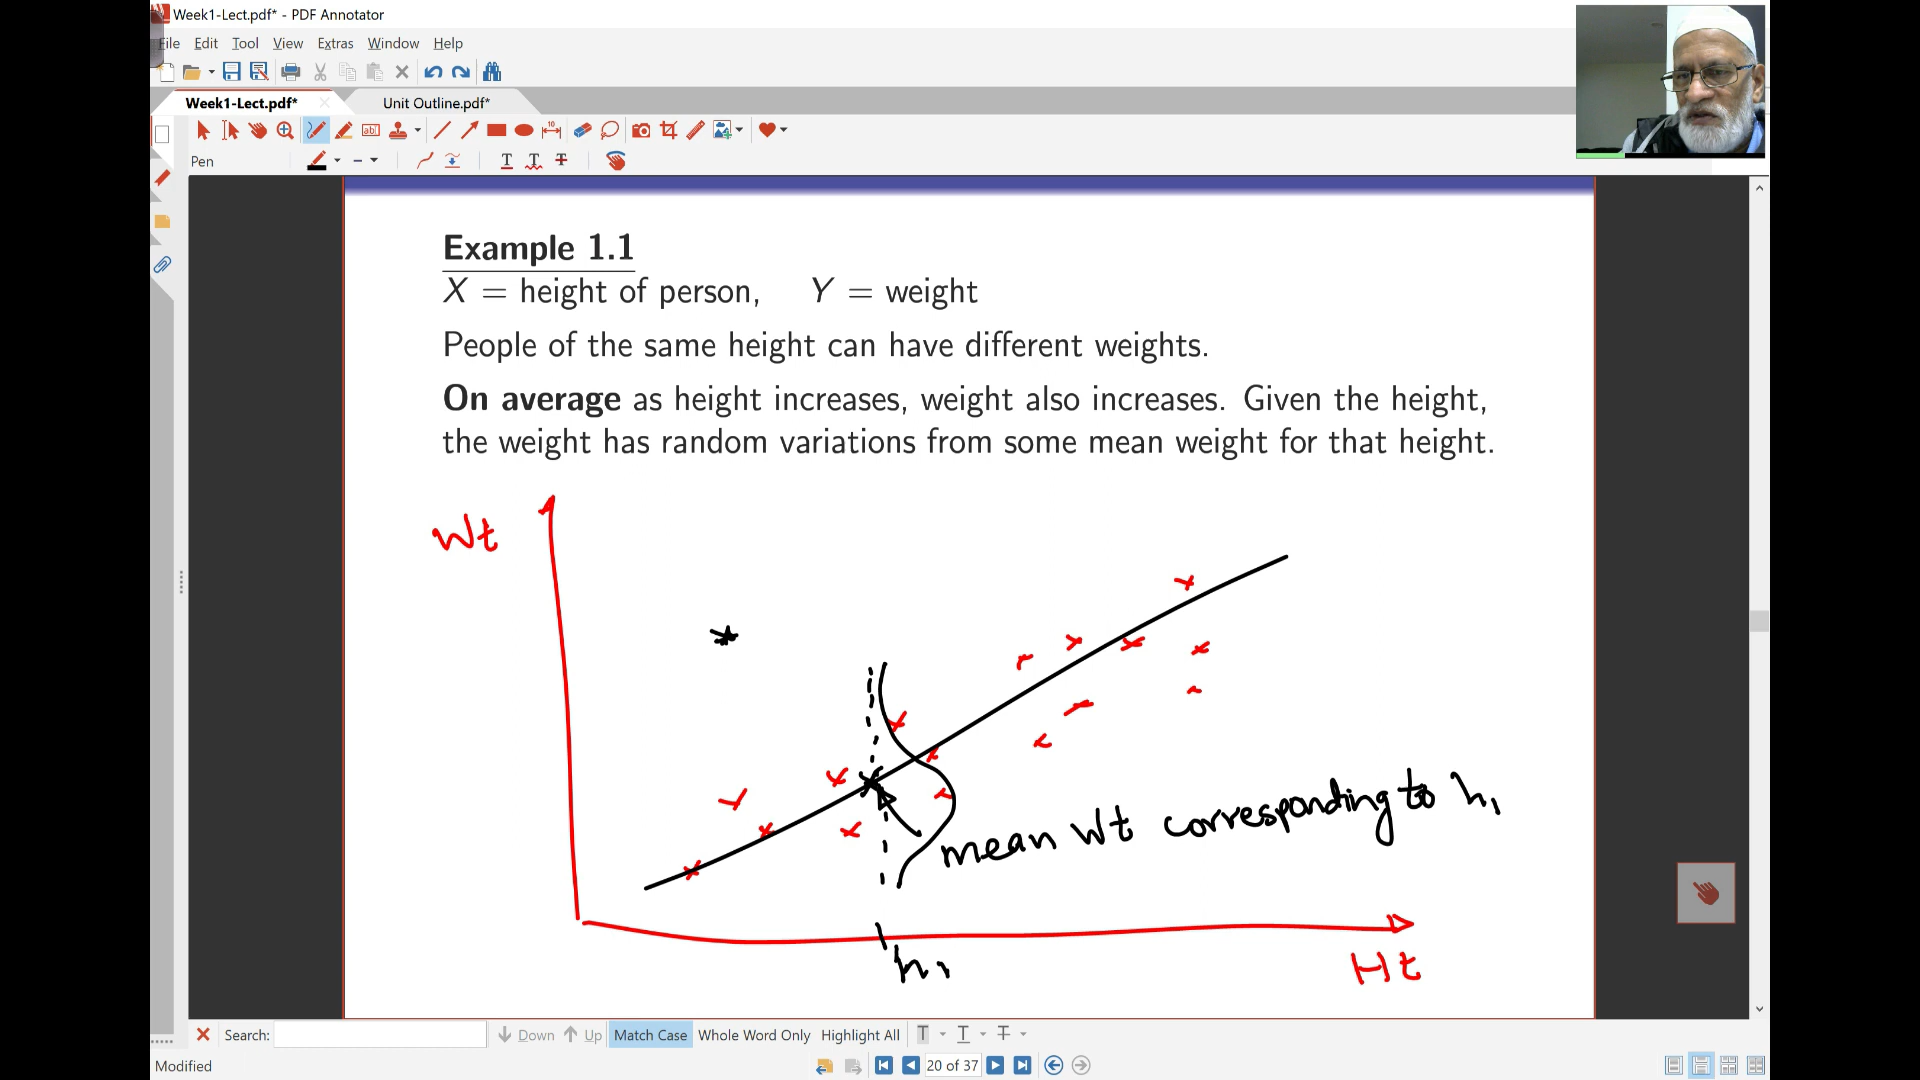 Week1-Lect.pdf* - PDF Annotator
File Edit Tool View Extras Window Help
Week1-Lect.pdf* Unit Outline.pdf*
Pen
Example 1.1
X = height of person, Y = weight
People of the same height can have different weights.
On average as height increases, weight also increases. Given the height,
the weight has random variations from some mean weight for that height.
Wt
mean Wt corresponding to h₁
h₁
Ht
Search: Down Up Match Case Whole Word Only Highlight All
Modified 20 of 37